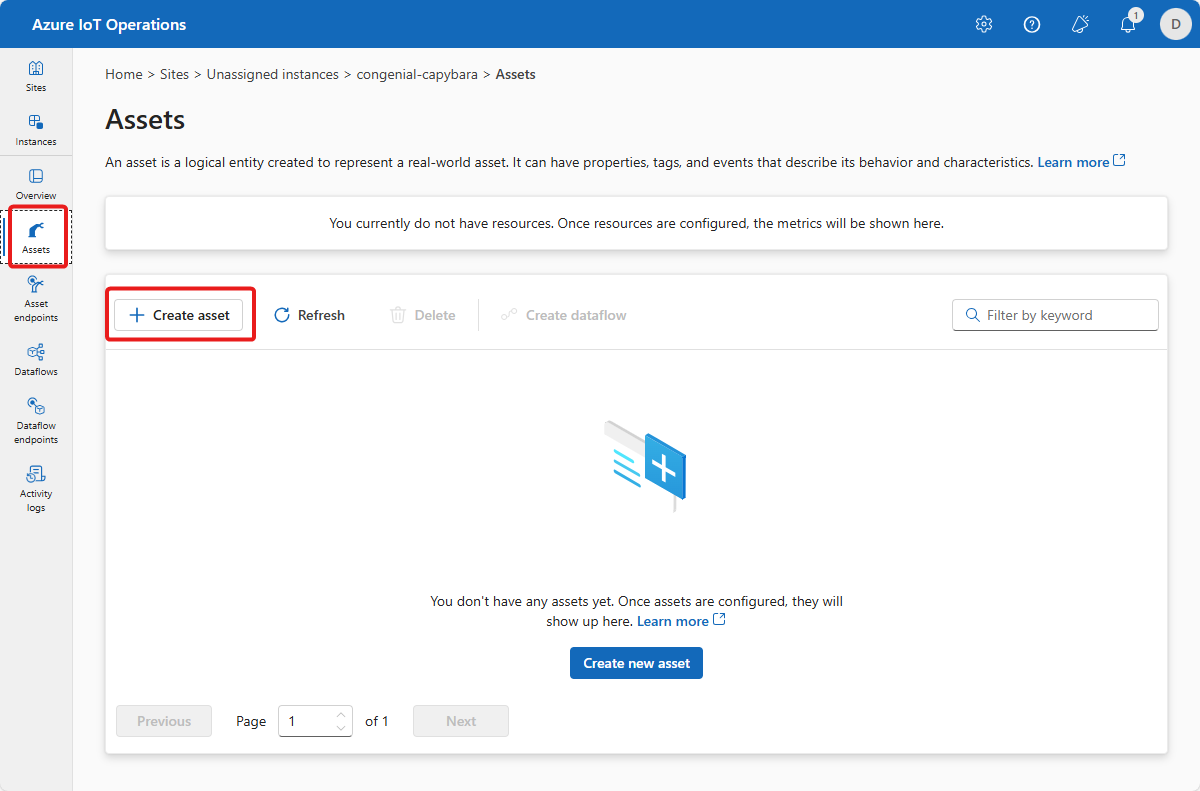 Azure IoT Operations
1
D
Sites
Instances
Overview
Assets
Asset
endpoints
Dataflows
Dataflow
endpoints
Activity
logs
Home > Sites > Unassigned instances > congenial-capybara > Assets
Assets
An asset is a logical entity created to represent a real-world asset. It can have properties, tags, and events that describe its behavior and characteristics. Learn more
You currently do not have resources. Once resources are configured, the metrics will be shown here.
Create asset
Refresh
Delete
Create dataflow
Filter by keyword
You don't have any assets yet. Once assets are configured, they will
show up here. Learn more
Create new asset
Previous
Page
1
of 1
Next